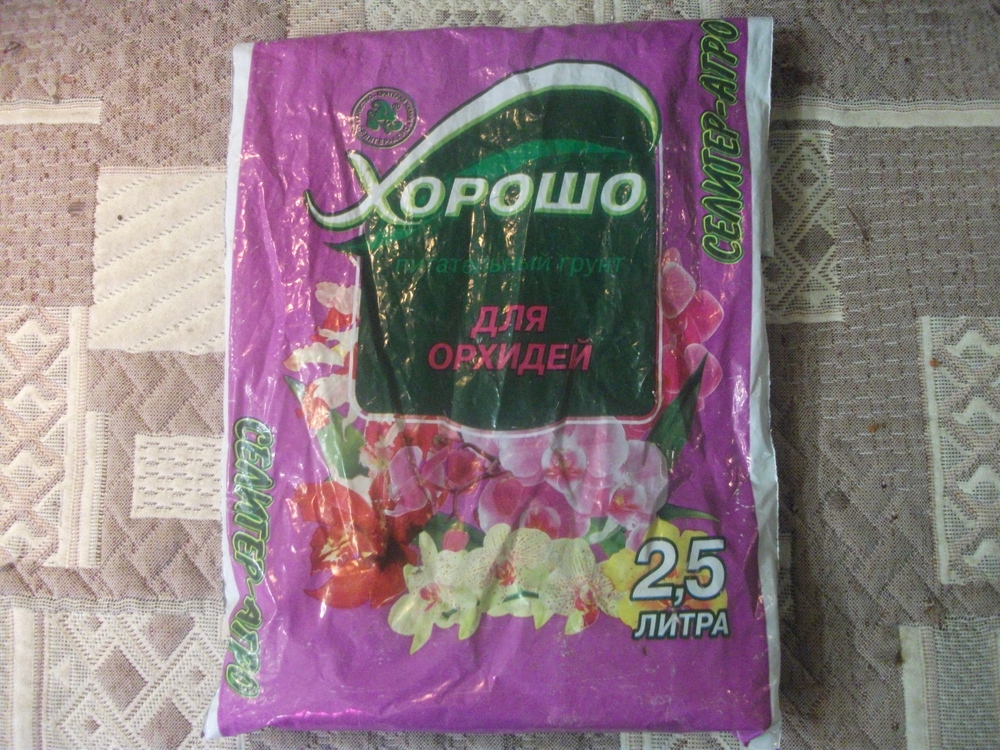 ХОРОШО
питательный грунт
ДЛЯ
ОРХИДЕЙ
СЕЛИГЕР-АГРО
СЕЛИГЕР-АГРО
2,5
ЛИТРА